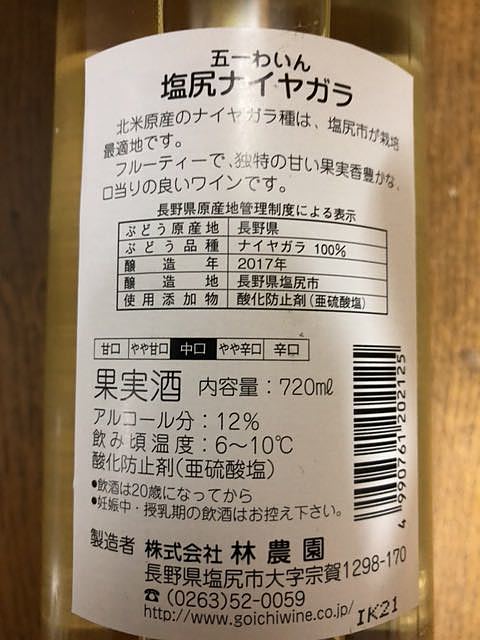 五一わいん
塩尻ナイヤガラ
北米原産のナイヤガラ種は、塩尻市が栽培
最適地です。
フルーティーで、独特の甘い果実香豊かな、
口当りの良いワインです。
長野県原産地管理制度による表示
ぶどう原産地 長野県
ぶどう品種 ナイヤガラ 100%
醸造年 2017年
醸造地 長野県塩尻市
使用添加物 酸化防止剤(亜硫酸塩)
甘口 やや甘口 中口 やや辛口 辛口
果実酒 内容量:720ml
アルコール分:12%
飲み頃温度:6~10℃
酸化防止剤(亜硫酸塩)
●飲酒は20歳になってから
●妊娠中・授乳期の飲酒はお控え下さい。
4 990761 202125
製造者 株式会社 林農園
長野県塩尻市大字宗賀1298-170
☎(0263)52-0059
http://www.goichiwine.co.jp/ IK21